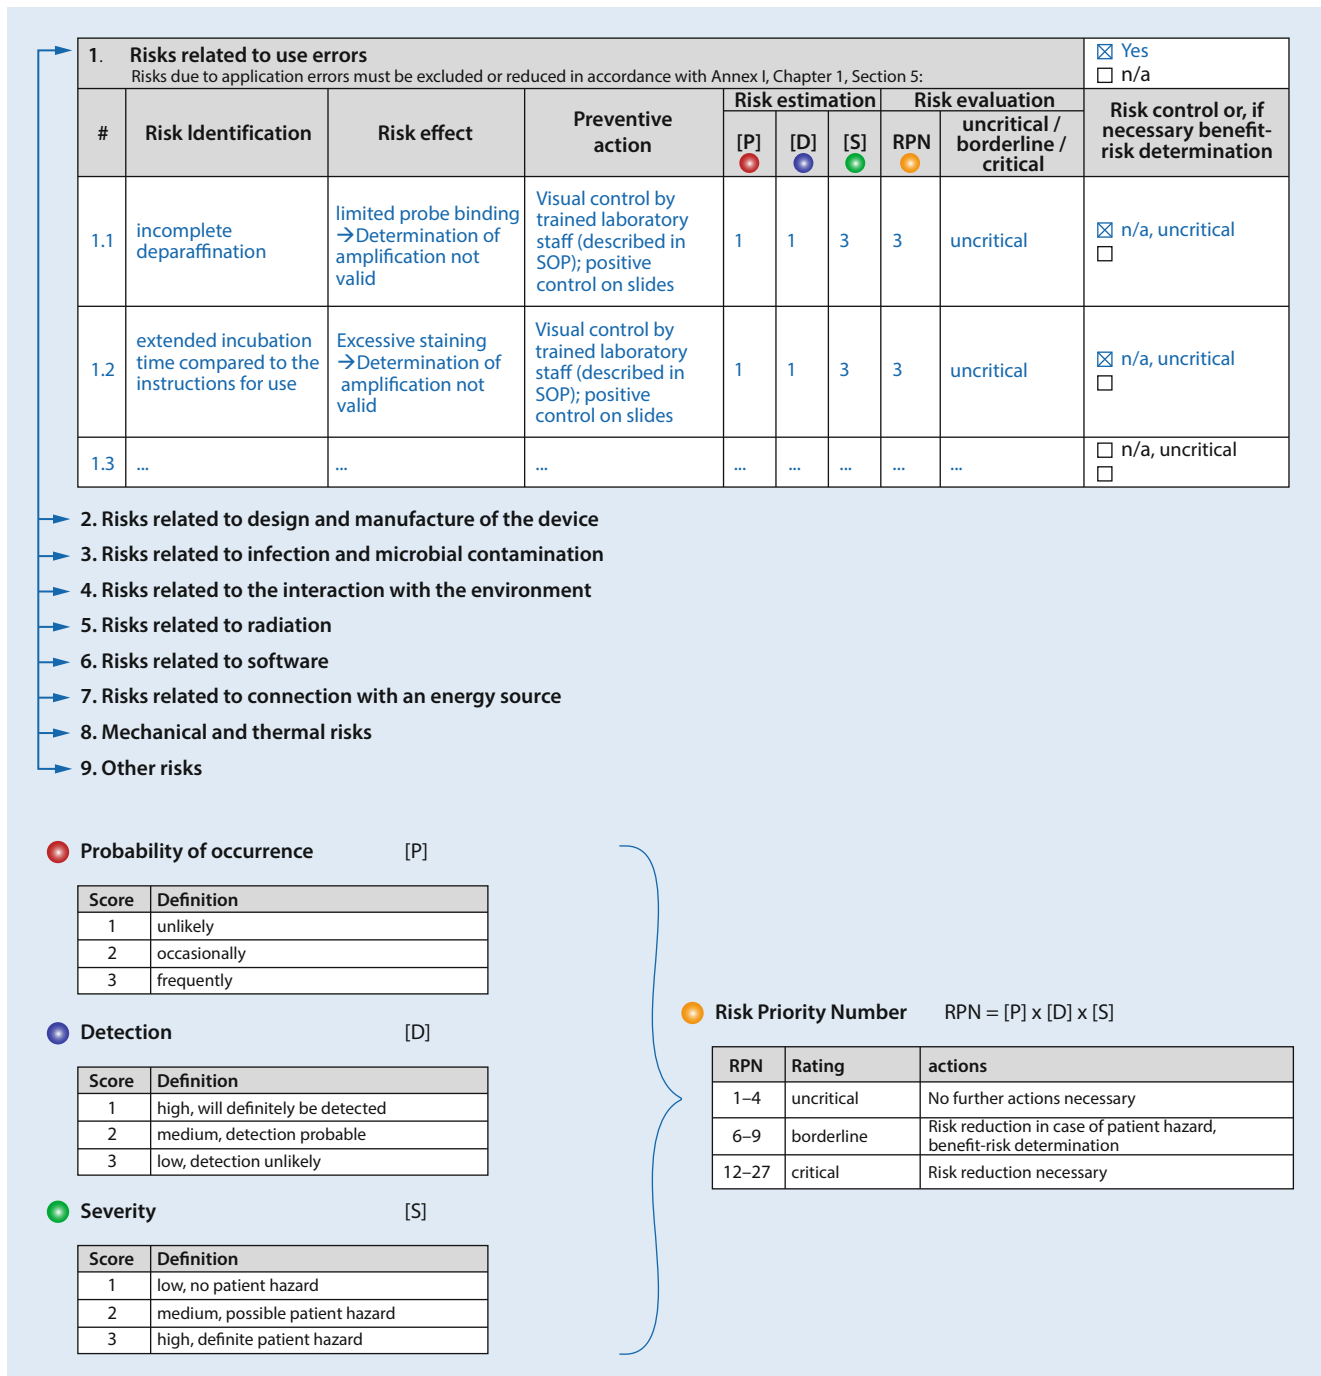 1. Risks related to use errors
Risks due to application errors must be excluded or reduced in accordance with Annex I, Chapter 1, Section 5:
☒ Yes
☐ n/a
#
Risk Identification
Risk effect
Preventive
action
Risk estimation
[P]
[D]
[S]
Risk evaluation
RPN
uncritical /
borderline /
critical
Risk control or, if
necessary benefit-
risk determination
1.1
incomplete
deparaffination
limited probe binding
→Determination of
amplification not
valid
Visual control by
trained laboratory
staff (described in
SOP); positive
control on slides
1
1
3
3
uncritical
☒ n/a, uncritical
☐
1.2
extended incubation
time compared to the
instructions for use
Excessive staining
→Determination of
amplification not
valid
Visual control by
trained laboratory
staff (described in
SOP); positive
control on slides
1
1
3
3
uncritical
☒ n/a, uncritical
☐
1.3
...
...
...
...
...
...
...
...
☐ n/a, uncritical
☐
2. Risks related to design and manufacture of the device
3. Risks related to infection and microbial contamination
4. Risks related to the interaction with the environment
5. Risks related to radiation
6. Risks related to software
7. Risks related to connection with an energy source
8. Mechanical and thermal risks
9. Other risks
Probability of occurrence [P]
Score Definition
1 unlikely
2 occasionally
3 frequently
Detection [D]
Score Definition
1 high, will definitely be detected
2 medium, detection probable
3 low, detection unlikely
Severity [S]
Score Definition
1 low, no patient hazard
2 medium, possible patient hazard
3 high, definite patient hazard
Risk Priority Number RPN = [P] x [D] x [S]
RPN Rating actions
1–4 uncritical No further actions necessary
6–9 borderline Risk reduction in case of patient hazard,
benefit-risk determination
12–27 critical Risk reduction necessary